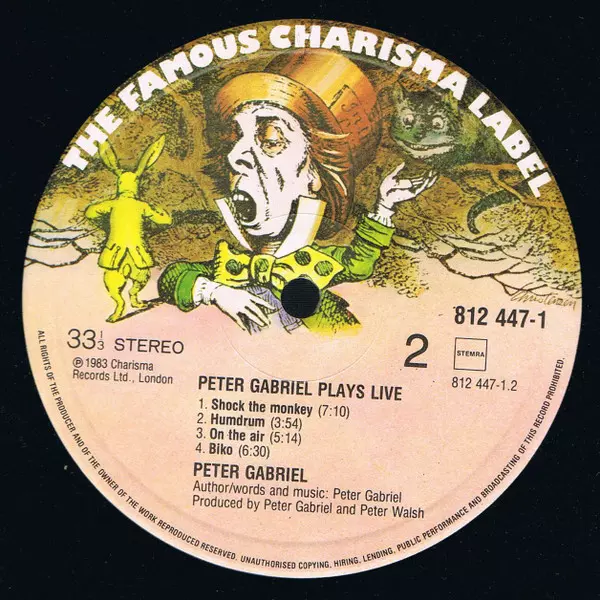 THE FAMOUS CHARISMA LABEL
812 447-1
33 1/3 STEREO
2
STEMRA
℗ 1983 Charisma
Records Ltd., London
812 447-1.2
PETER GABRIEL PLAYS LIVE
1. Shock the monkey (7:10)
2. Humdrum (3:54)
3. On the air (5:14)
4. Biko (6:30)
PETER GABRIEL
Author/words and music: Peter Gabriel
Produced by Peter Gabriel and Peter Walsh
ALL RIGHTS OF THE PRODUCER AND OF THE OWNER OF THE WORK REPRODUCED RESERVED. UNAUTHORISED COPYING, HIRING, LENDING, PUBLIC PERFORMANCE AND BROADCASTING OF THIS RECORD PROHIBITED.